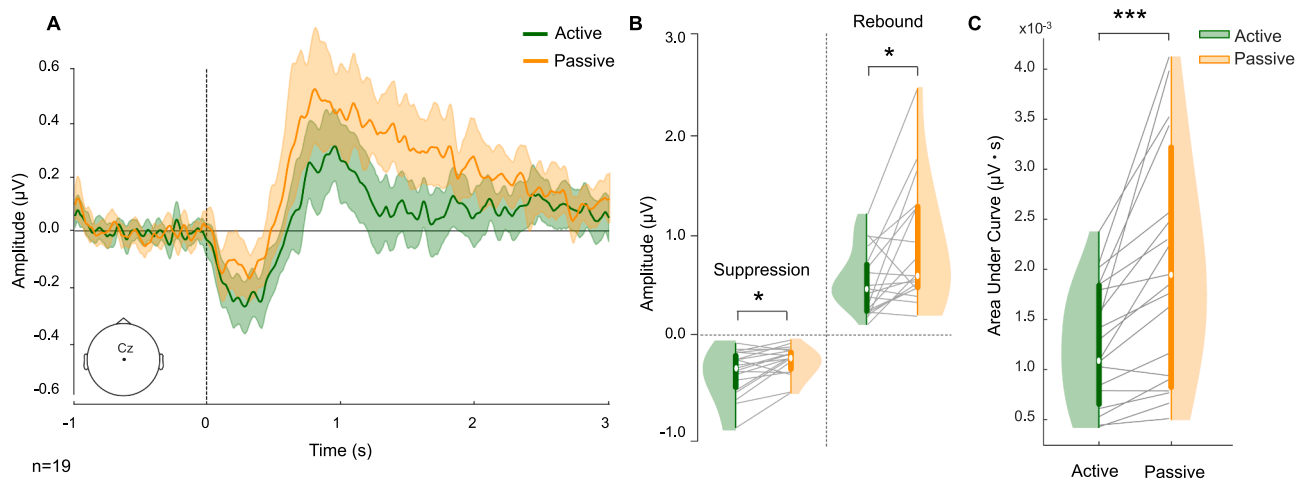 A
Active
Passive
Amplitude (µV)
0.6
0.4
0.2
0.0
-0.2
-0.4
-0.6
Cz
-1
0
1
2
3
Time (s)
n=19
B
Rebound
Suppression
Amplitude (µV)
3.0
2.0
1.0
0.0
-1.0
*
*
C
×10⁻³
***
Active
Passive
Area Under Curve (µV • s)
4.0
3.5
3.0
2.5
2.0
1.5
1.0
0.5
Active
Passive